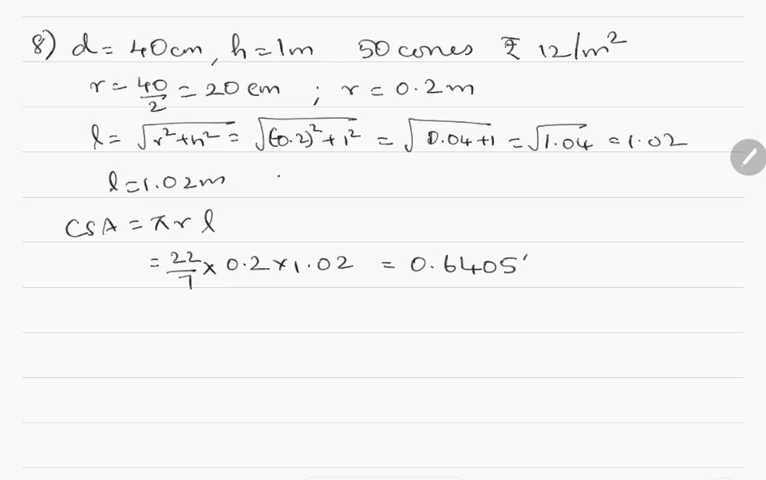 8) d = 40cm, h = 1m 50 cones ₹ 12/m²
r = 40/2 = 20 cm ; r = 0.2m
l = √r²+h² = √(0.2)²+1² = √0.04+1 = √1.04 = 1.02
l = 1.02m
CSA = π r l
= 22/7 × 0.2 × 1.02 = 0.6405'